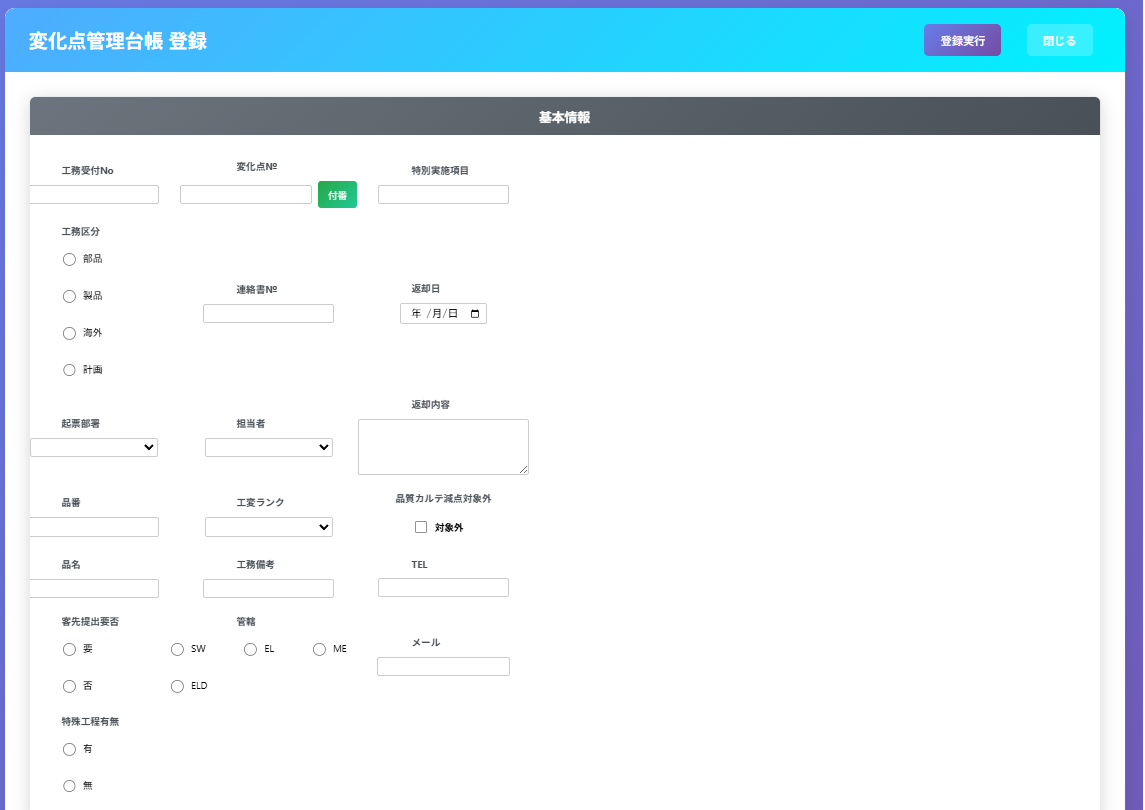 変化点管理台帳 登録
登録実行
閉じる
基本情報
工務受付No
変化点№
特別実施項目
付番
工務区分
部品
製品
海外
計画
連絡書№
返却日
年 /月/日
返却内容
起票部署
担当者
品番
工変ランク
品質カルテ減点対象外
対象外
品名
工務備考
TEL
客先提出要否
管轄
要
SW
EL
ME
メール
否
ELD
特殊工程有無
有
無